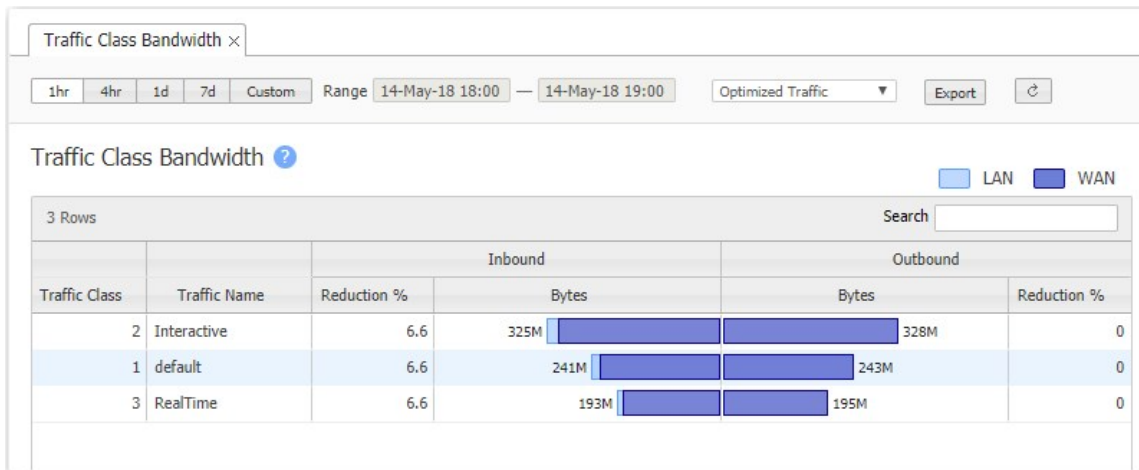 Traffic Class Bandwidth ×
1hr 4hr 1d 7d Custom Range 14-May-18 18:00 — 14-May-18 19:00 Optimized Traffic ▼ Export
Traffic Class Bandwidth ?
LAN WAN
3 Rows Search
Inbound Outbound
Traffic Class Traffic Name Reduction % Bytes Bytes Reduction %
2 Interactive 6.6 325M 328M 0
1 default 6.6 241M 243M 0
3 RealTime 6.6 193M 195M 0